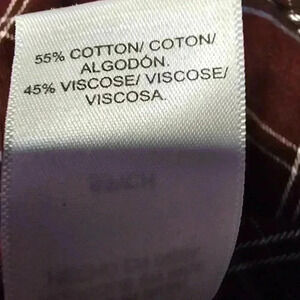 55% COTTON/ COTON/
ALGODÓN.
45% VISCOSE/ VISCOSE/
VISCOSA.